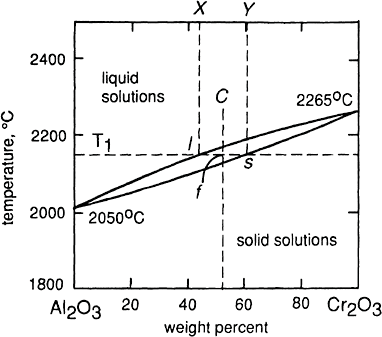 X Y
2400
liquid
solutions
C
2265°C
2200
T₁
l
s
f
temperature, °C
2000
2050°C
solid solutions
1800
Al₂O₃ 20 40 60 80 Cr₂O₃
weight percent